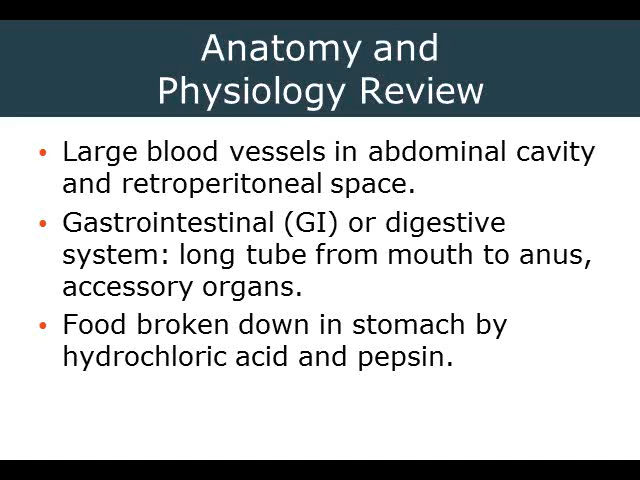 Anatomy and
Physiology Review
• Large blood vessels in abdominal cavity
and retroperitoneal space.
• Gastrointestinal (GI) or digestive
system: long tube from mouth to anus,
accessory organs.
• Food broken down in stomach by
hydrochloric acid and pepsin.